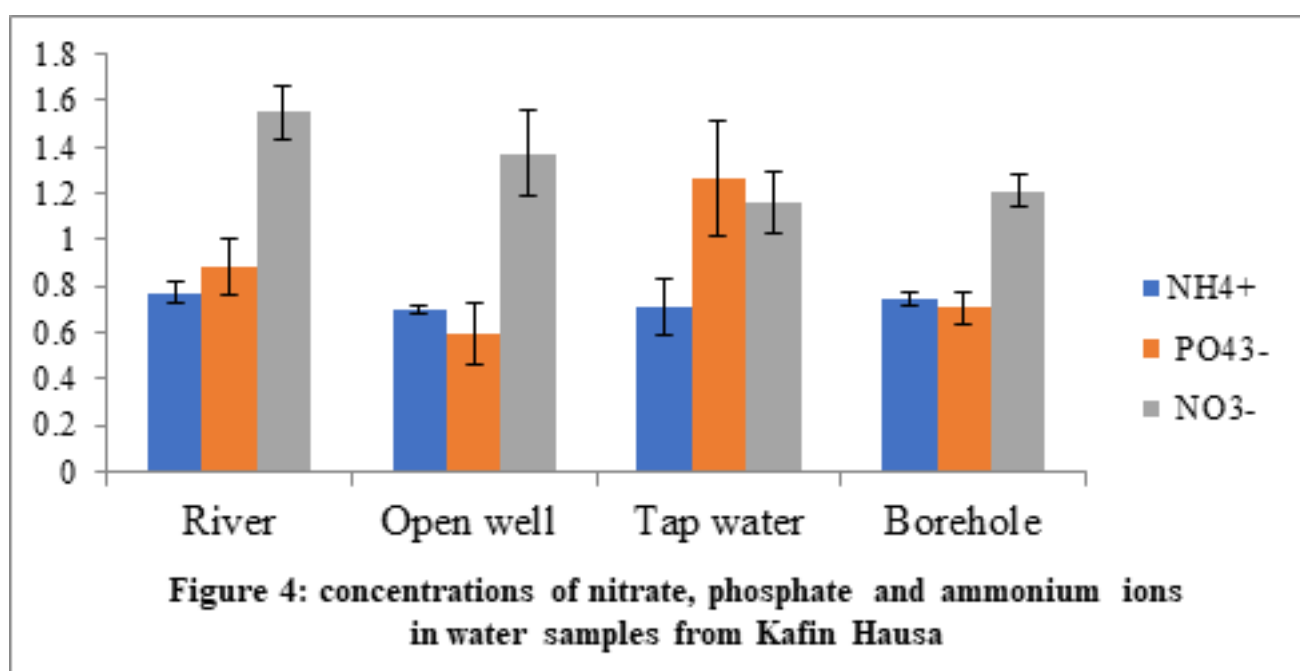 1.8
1.6
1.4
1.2
1
0.8
0.6
0.4
0.2
0
River Open well Tap water Borehole
NH4+
PO43-
NO3-
Figure 4: concentrations of nitrate, phosphate and ammonium ions
in water samples from Kafin Hausa